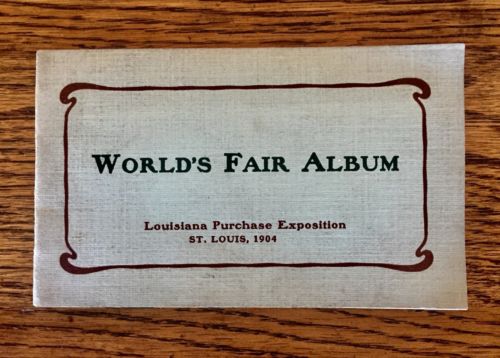 WORLD'S FAIR ALBUM
Louisiana Purchase Exposition
ST. LOUIS, 1904